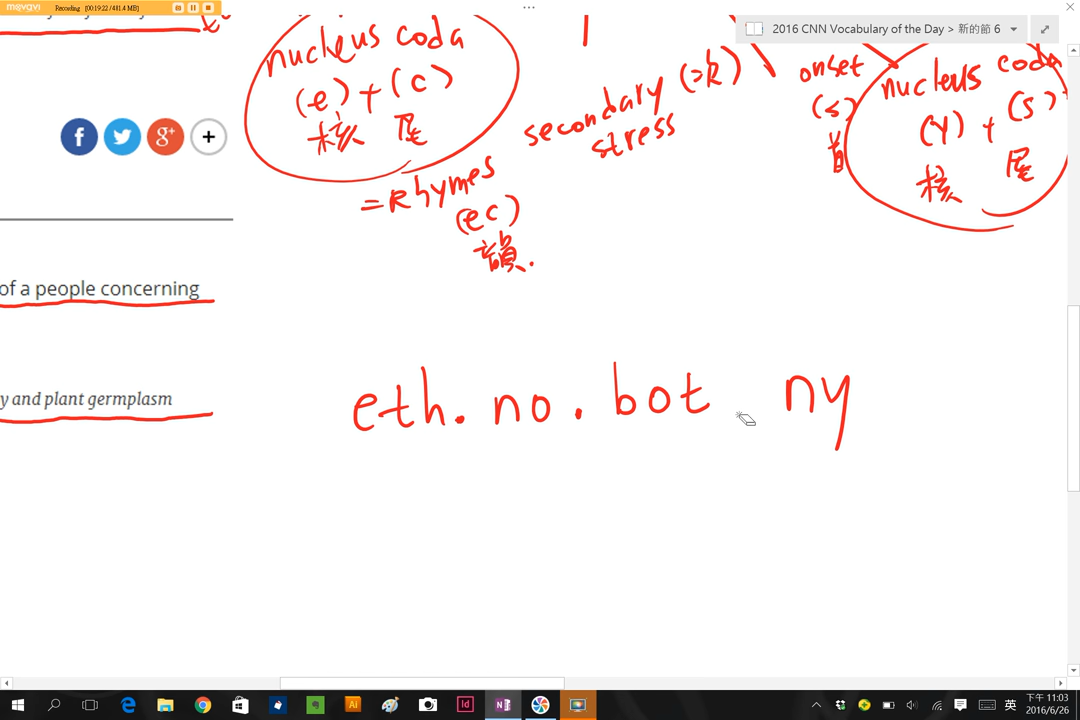 movavi Recording [00:19:22 / 481.4 MB]
2016 CNN Vocabulary of the Day > 新的節 6
nucleus coda
(e) + (c)
核 尾
= Rhymes
(ec)
韻.
secondary (2k)
stress
onset
(s)
首
nucleus coda
(y) + (s)
核 尾
of a people concerning
y and plant germplasm
eth. no. bot ny
英
下午 11:03
2016/6/26